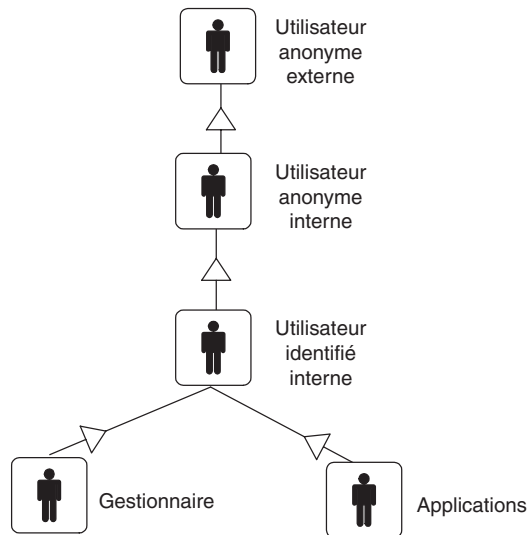 Utilisateur
anonyme
externe
Utilisateur
anonyme
interne
Utilisateur
identifié
interne
Gestionnaire
Applications